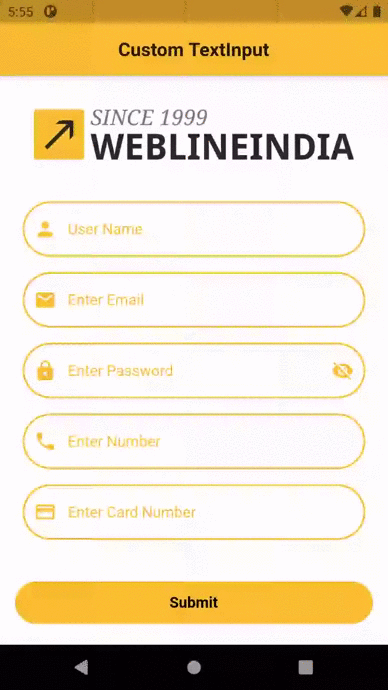 5:55
Custom TextInput
SINCE 1999
WEBLINEINDIA
User Name
Enter Email
Enter Password
Enter Number
Enter Card Number
Submit